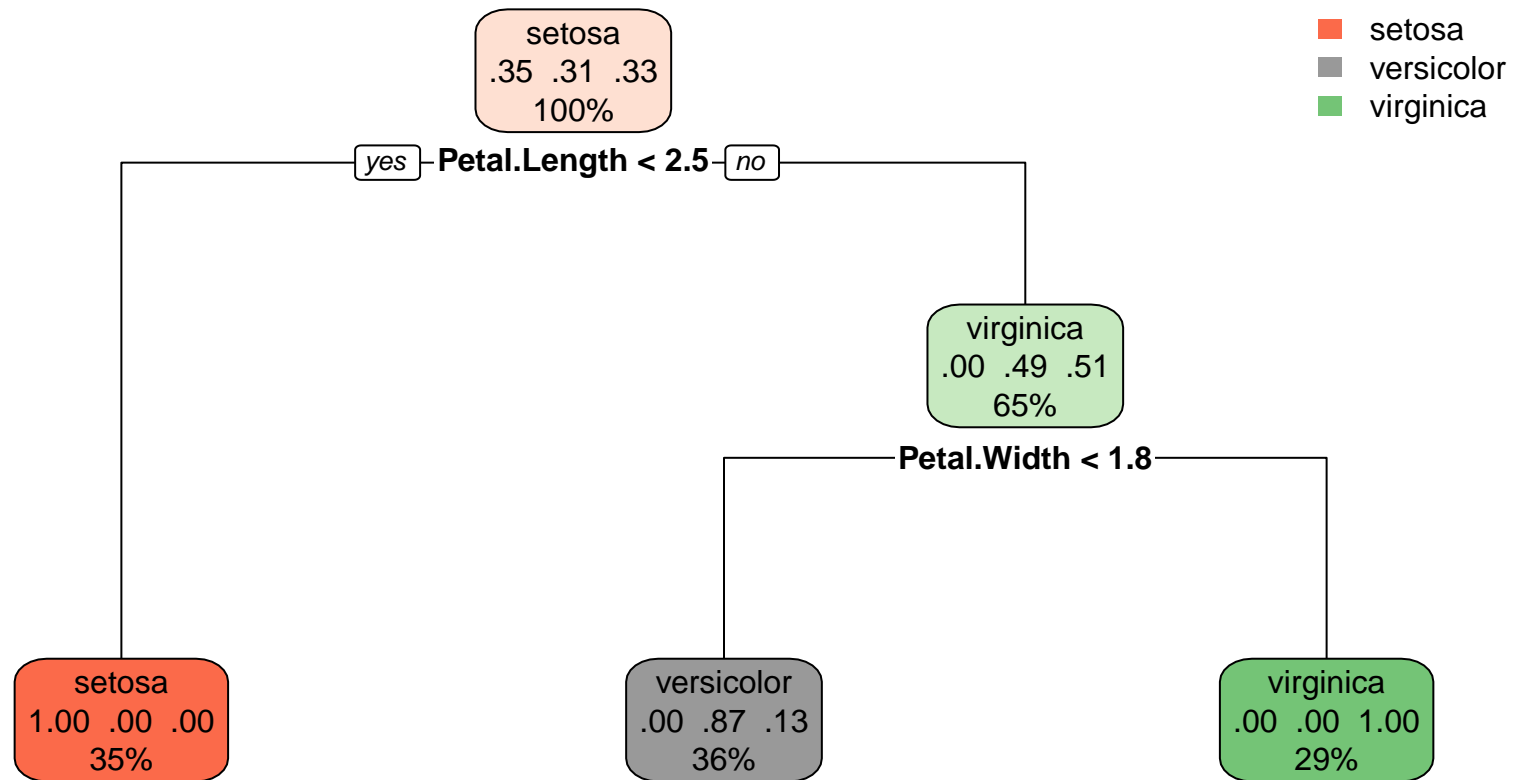 setosa
.35 .31 .33
100%
setosa
versicolor
virginica
yes Petal.Length < 2.5 no
virginica
.00 .49 .51
65%
Petal.Width < 1.8
setosa
1.00 .00 .00
35%
versicolor
.00 .87 .13
36%
virginica
.00 .00 1.00
29%